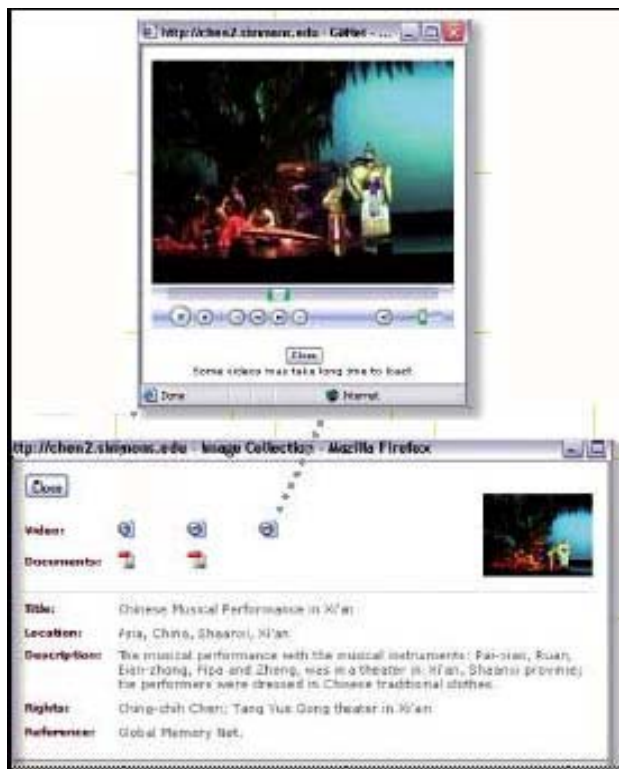 http://chen2.simmons.edu - GMNet - ...
Close
Some videos may take long time to load!
Done
Internet
ttp://chen2.simmons.edu - Image Collection - Mozilla Firefox
Close
Video:
Documents:
Title: Chinese Musical Performance in Xi'an
Location: Asia, China, Shaanxi, Xi'an
Description: The musical performance with the musical instruments: Pai-xiao, Ruan,
Bian-zhong, Pipa and Zheng, was in a theater in Xi'an, Shaanxi province;
the performers were dressed in Chinese traditional clothes.
Rights: Ching-chih Chen; Tang Yue Gong theater in Xi'an
Reference: Global Memory Net.